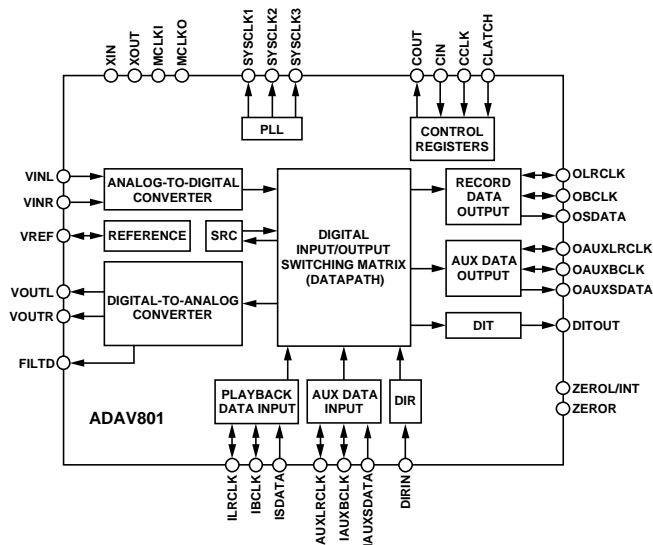 XIN
XOUT
MCLKI
MCLKO
SYSCLK1
SYSCLK2
SYSCLK3
COUT
CIN
CCLK
CLATCH
PLL
CONTROL
REGISTERS
VINL
VINR
VREF
VOUTL
VOUTR
FILTD
ANALOG-TO-DIGITAL
CONVERTER
REFERENCE
SRC
DIGITAL-TO-ANALOG
CONVERTER
DIGITAL
INPUT/OUTPUT
SWITCHING MATRIX
(DATAPATH)
RECORD
DATA
OUTPUT
AUX DATA
OUTPUT
DIT
OLRCLK
OBCLK
OSDATA
OAUXLRCLK
OAUXBCLK
OAUXSDATA
DITOUT
ZEROL/INT
ZEROR
PLAYBACK
DATA INPUT
AUX DATA
INPUT
DIR
ADAV801
ILRCLK
IBCLK
ISDATA
AUXLRCLK
IAUXBCLK
IAUXSDATA
DIRIN